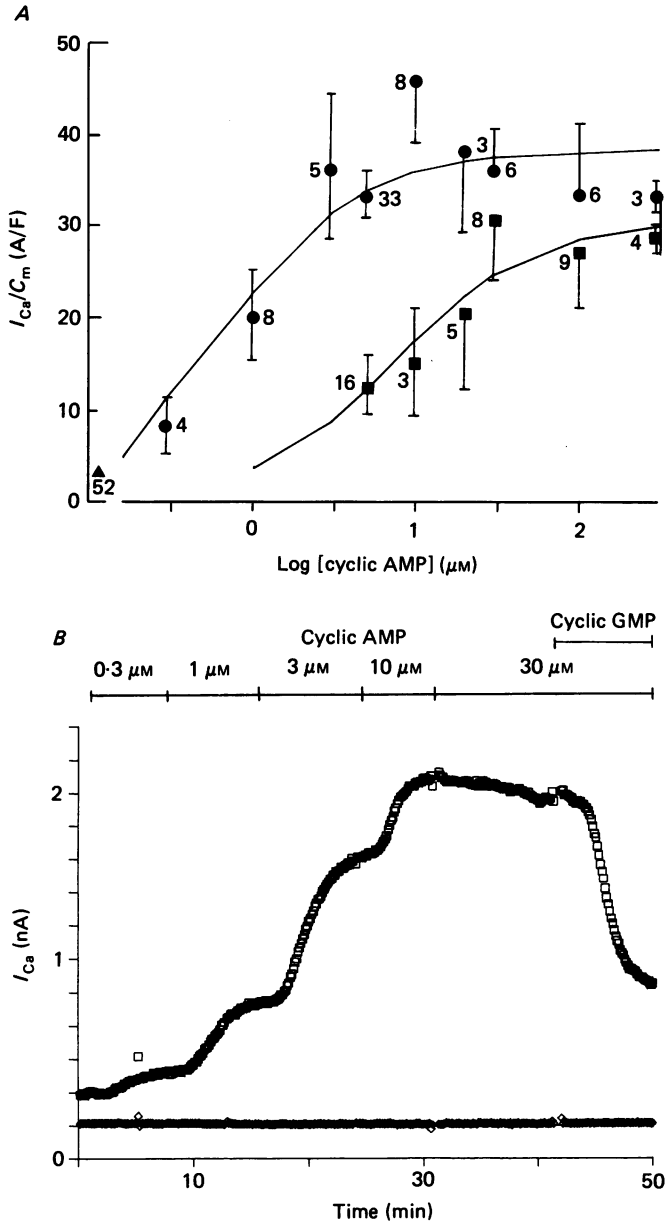 A
50
40
30
20
10
0
I_Ca/C_m (A/F)
8
5
33
3
6
6
3
8
4
8
9
5
16
3
4
52
0
1
2
Log [cyclic AMP] (μM)
B
Cyclic GMP
Cyclic AMP
0·3 μM
1 μM
3 μM
10 μM
30 μM
2
1
0
I_Ca (nA)
10
30
50
Time (min)